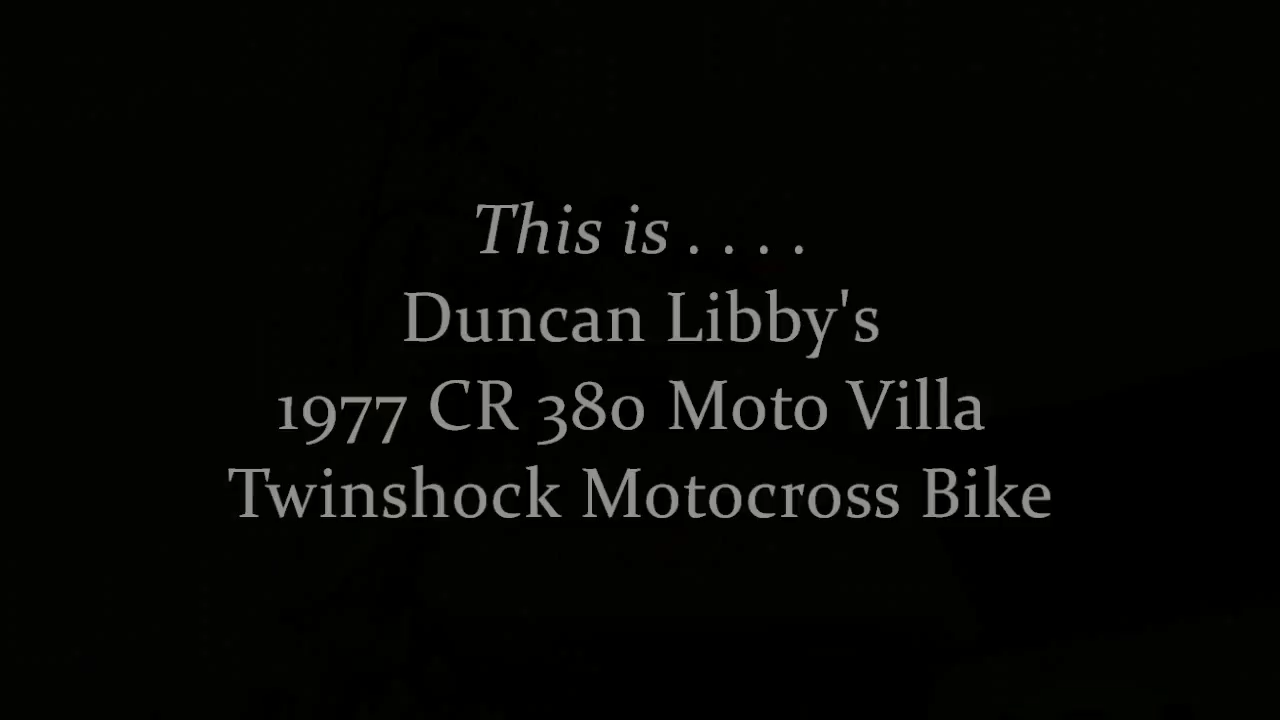 This is . . . .
Duncan Libby's
1977 CR 380 Moto Villa
Twinshock Motocross Bike